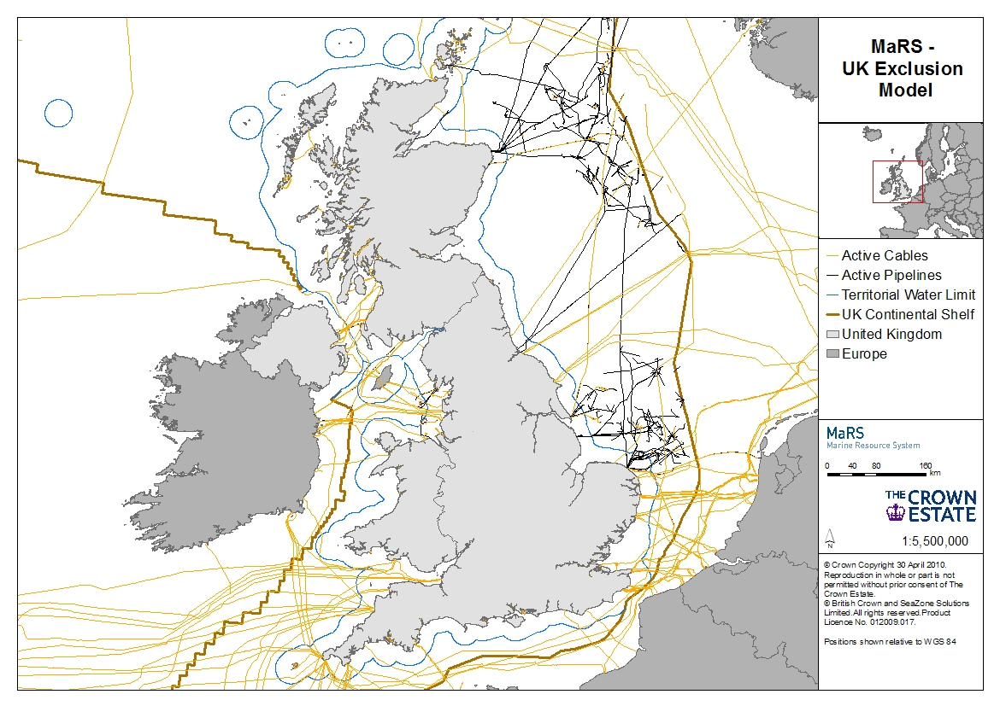 MaRS -
UK Exclusion
Model
Active Cables
Active Pipelines
Territorial Water Limit
UK Continental Shelf
United Kingdom
Europe
MaRS
Marine Resource System
0 40 80 160
km
THE CROWN
ESTATE
N
1:5,500,000
© Crown Copyright 30 April 2010.
Reproduction in whole or part is not
permitted without prior consent of The
Crown Estate.
© British Crown and SeaZone Solutions
Limited. All rights reserved. Product
Licence No. 012009.017.
Positions shown relative to WGS 84